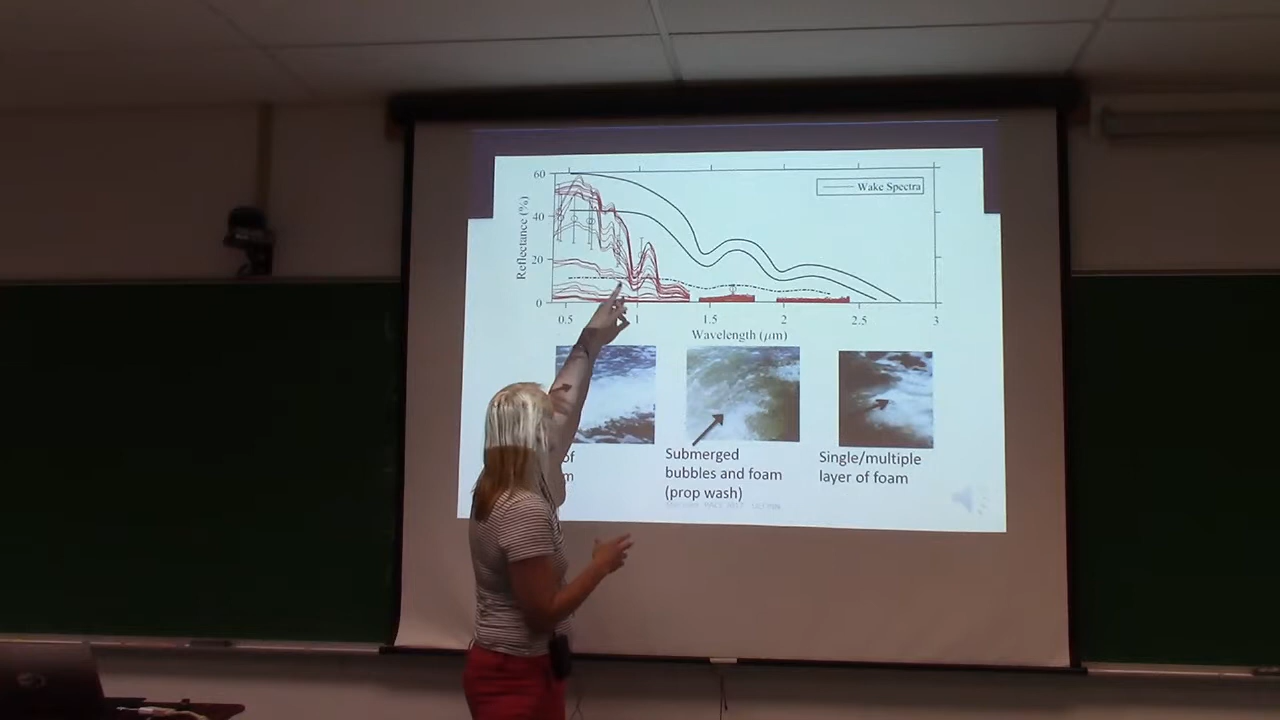 60
Wake Spectra
40
Reflectance (%)
20
0
0.5 1 1.5 2 2.5 3
Wavelength (μm)
of
m
Submerged
bubbles and foam
(prop wash)
Single/multiple
layer of foam